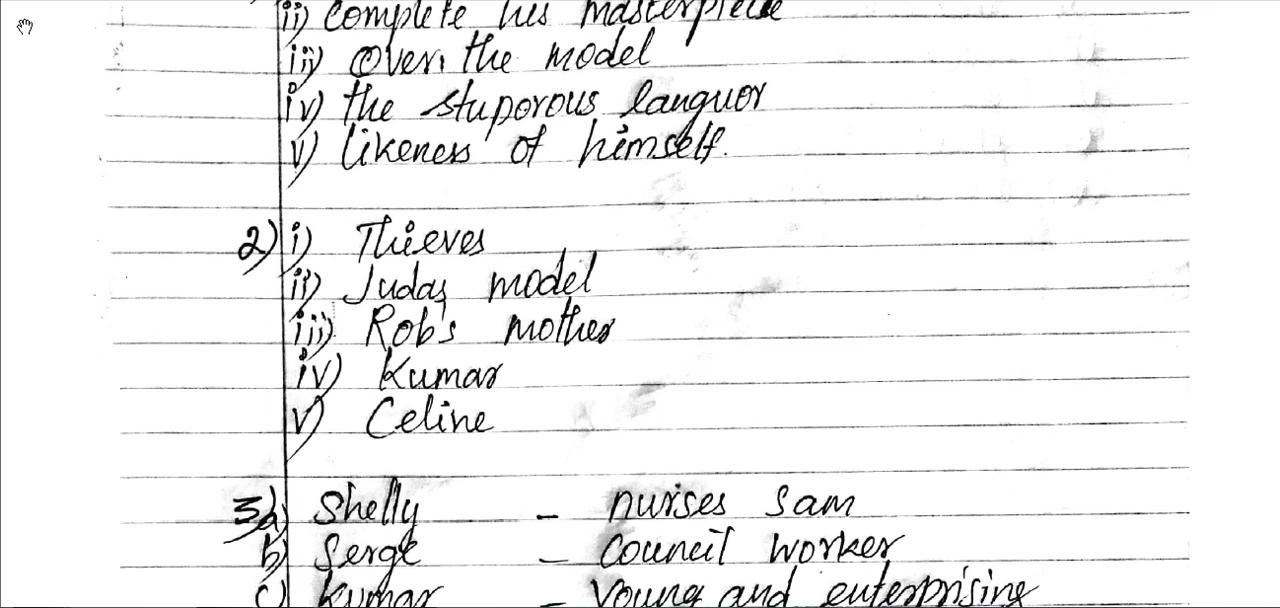 ii) complete his masterpiece
iii) Over the model
iv) the stuporous languor
v) likeness of himself.
2) i) Thieves
ii) Judas model
iii) Rob's mother
iv) Kumar
v) Celine
3) a) Shelly - nurses Sam
b) Serge - Council worker
c) Kumar - Young and enterprising